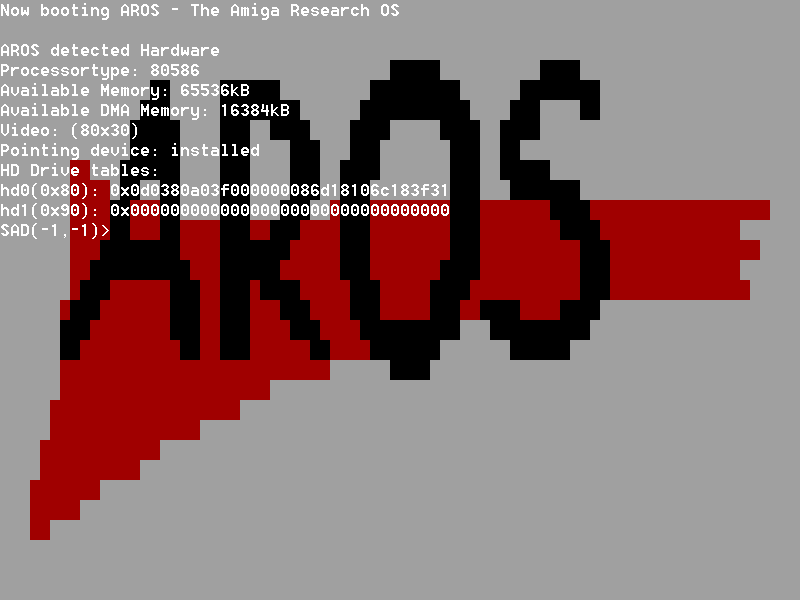 Now booting AROS - The Amiga Research OS
AROS detected Hardware
Processortype: 80586
Available Memory: 65536kB
Available DMA Memory: 16384kB
Video: (80x30)
Pointing device: installed
HD Drive tables:
hd0(0x80): 0x0d0380a03f000000086d18106c183f31
hd1(0x90): 0x00000000000000000000000000000000
SAD(-1,-1)>
AROS